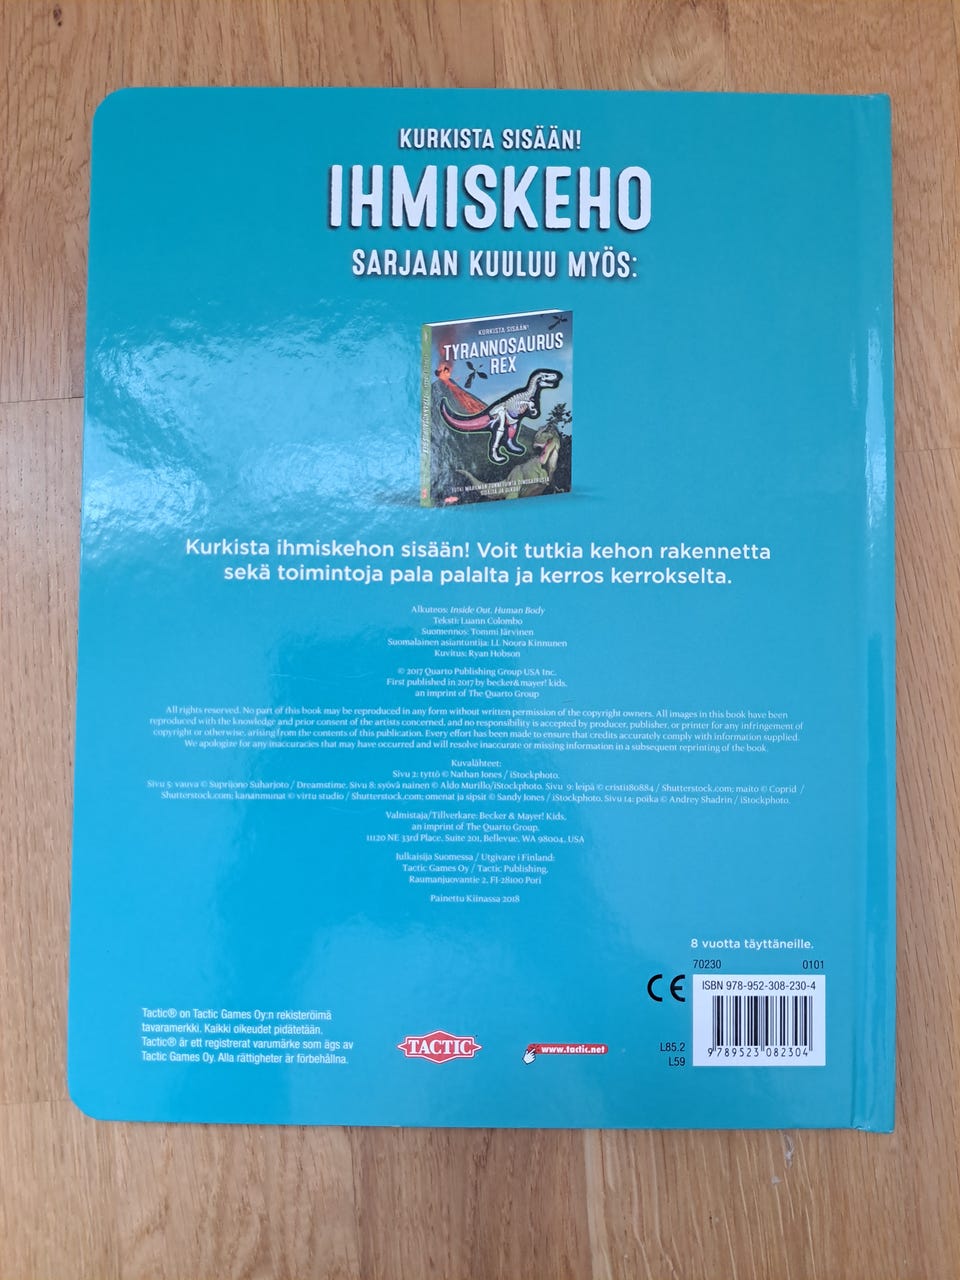 KURKISTA SISÄÄN!
IHMISKEHO
SARJAAN KUULUU MYÖS:
KURKISTA SISÄÄN!
TYRANNOSAURUS
REX
TUTKI MAAILMAN TUNNETUINTA DINOSAURUSTA
SISÄLTÄ JA ULKOA!
Kurkista ihmiskehon sisään! Voit tutkia kehon rakennetta
sekä toimintoja pala palalta ja kerros kerrokselta.
Alkuteos: Inside Out. Human Body
Teksti: Luann Colombo
Suomennos: Tommi Järvinen
Suomalainen asiantuntija: LL Noora Kinnunen
Kuvitus: Ryan Hobson
© 2017 Quarto Publishing Group USA Inc.
First published in 2017 by becker&mayer! kids,
an imprint of The Quarto Group
All rights reserved. No part of this book may be reproduced in any form without written permission of the copyright owners. All images in this book have been
reproduced with the knowledge and prior consent of the artists concerned, and no responsibility is accepted by producer, publisher, or printer for any infringement of
copyright or otherwise, arising from the contents of this publication. Every effort has been made to ensure that credits accurately comply with information supplied.
We apologize for any inaccuracies that may have occurred and will resolve inaccurate or missing information in a subsequent reprinting of the book.
Kuvalähteet:
Sivu 2: tyttö © Nathan Jones / iStockphoto.
Sivu 5: vauva © Suprijono Suharjoto / Dreamstime. Sivu 8: syövä nainen © Aldo Murillo/iStockphoto. Sivu 9: leipä © cristi180884 / Shutterstock.com; maito © Coprid /
Shutterstock.com; kananmunat © virtu studio / Shutterstock.com; omenat ja sipsit © Sandy Jones / iStockphoto. Sivu 14: poika © Andrey Shadrin / iStockphoto.
Valmistaja/Tillverkare: Becker & Mayer! Kids,
an imprint of The Quarto Group,
11120 NE 33rd Place, Suite 201, Bellevue, WA 98004, USA
Julkaisija Suomessa / Utgivare i Finland:
Tactic Games Oy / Tactic Publishing,
Raumanjuovantie 2, FI-28100 Pori
Painettu Kiinassa 2018
8 vuotta täyttäneille.
70230 0101
CE
ISBN 978-952-308-230-4
9 789523 082304
L85.2
L59
Tactic® on Tactic Games Oy:n rekisteröimä
tavaramerkki. Kaikki oikeudet pidätetään.
Tactic® är ett registrerat varumärke som ägs av
Tactic Games Oy. Alla rättigheter är förbehållna.
TACTIC
www.tactic.net